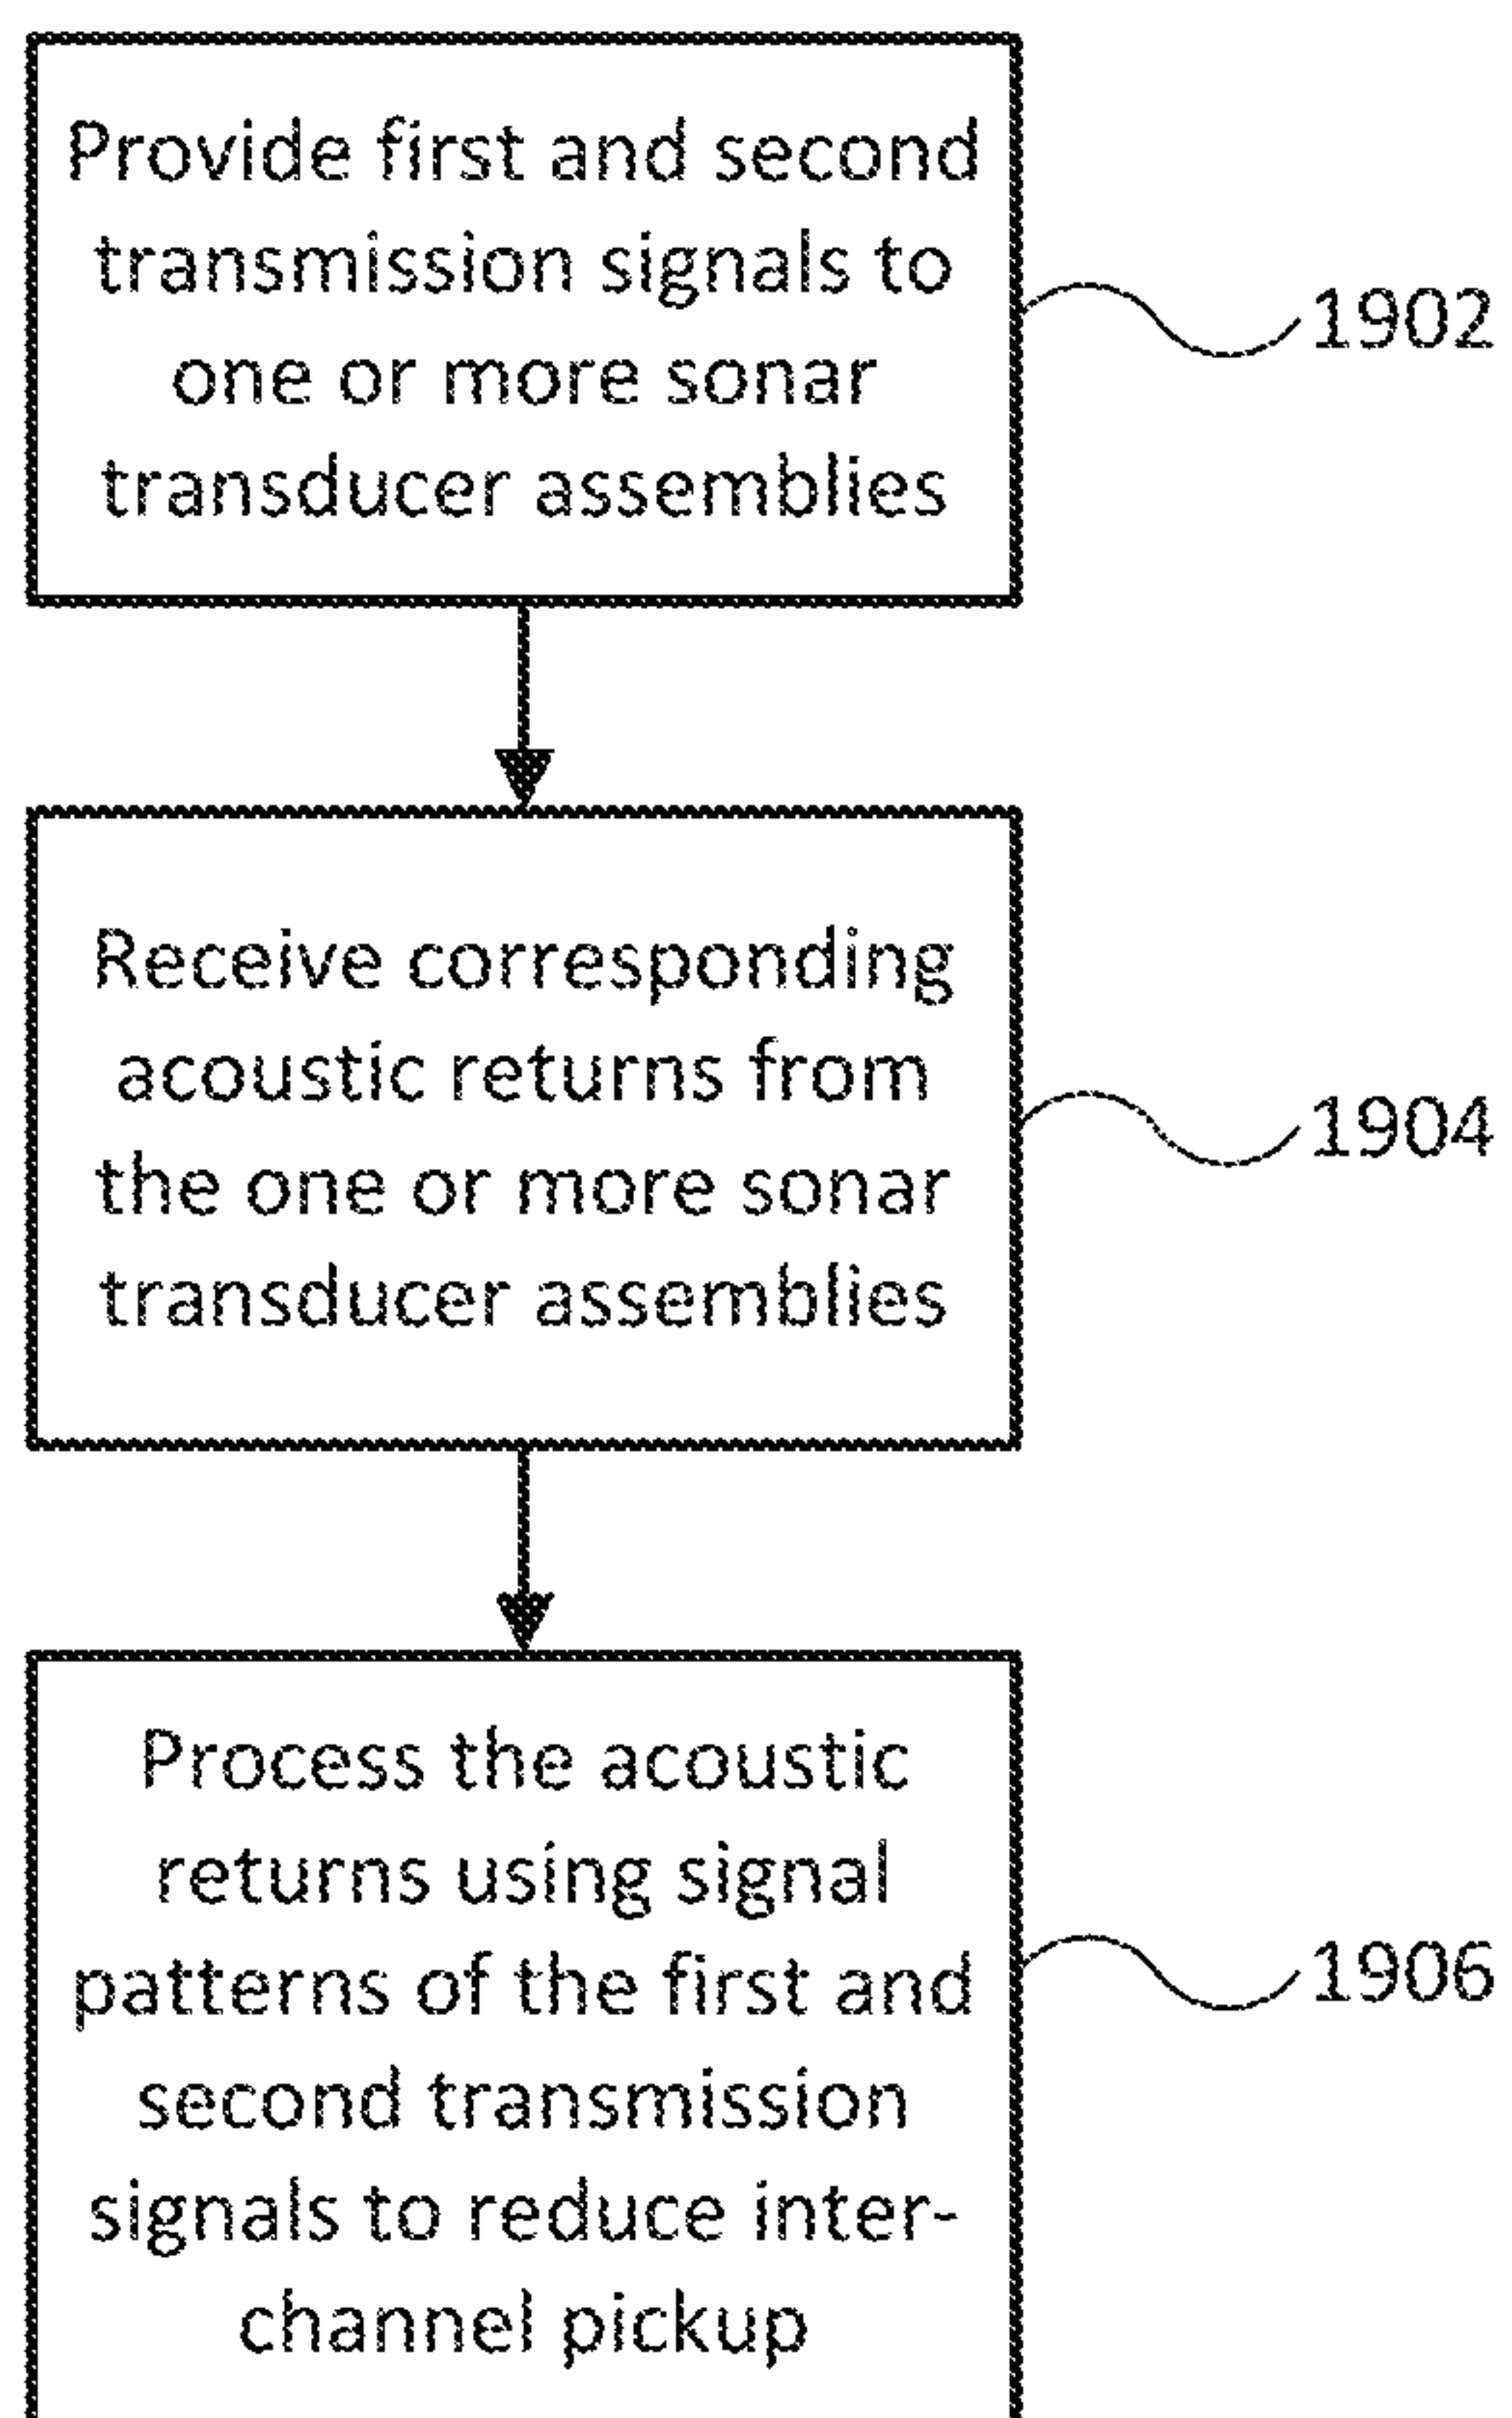 Provide first and second
transmission signals to
one or more sonar
transducer assemblies
1902
Receive corresponding
acoustic returns from
the one or more sonar
transducer assemblies
1904
Process the acoustic
returns using signal
patterns of the first and
second transmission
signals to reduce inter-
channel pickup
1906